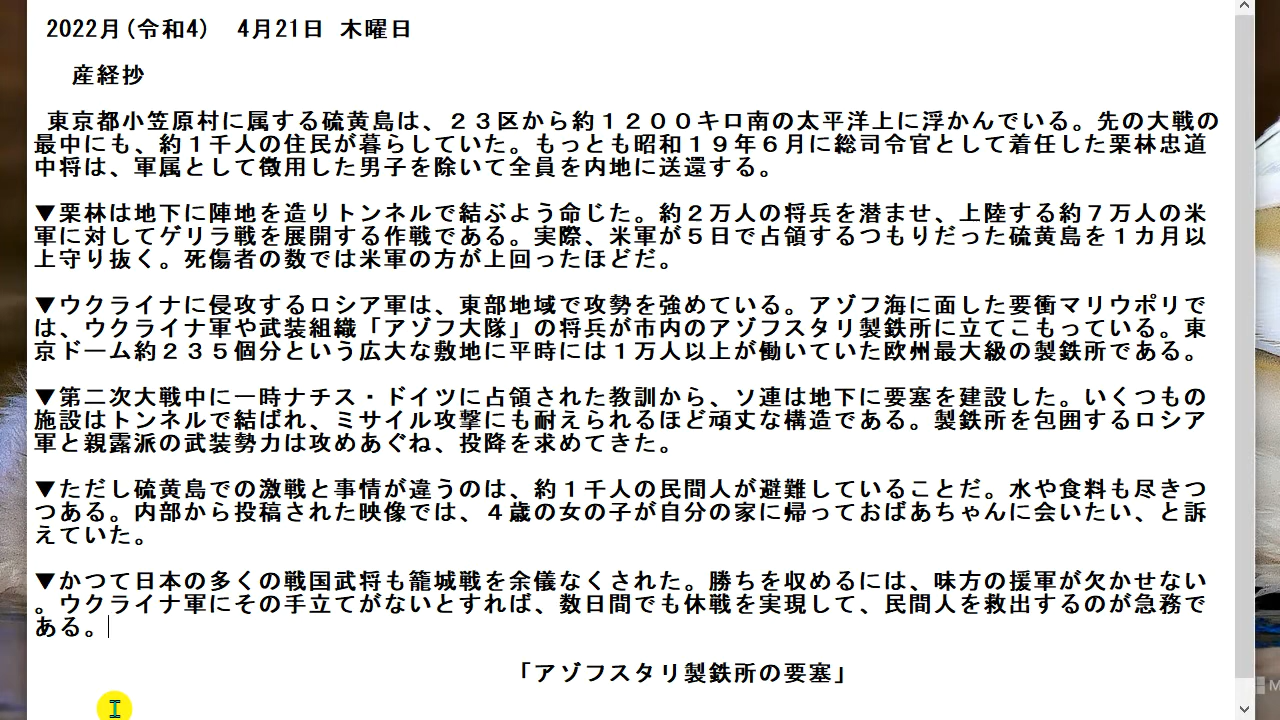 2022月(令和4)　4月21日 木曜日
産経抄
東京都小笠原村に属する硫黄島は、２３区から約１２００キロ南の太平洋上に浮かんでいる。先の大戦の
最中にも、約１千人の住民が暮らしていた。もっとも昭和１９年６月に総司令官として着任した栗林忠道
中将は、軍属として徴用した男子を除いて全員を内地に送還する。
▼栗林は地下に陣地を造りトンネルで結ぶよう命じた。約２万人の将兵を潜ませ、上陸する約７万人の米
軍に対してゲリラ戦を展開する作戦である。実際、米軍が５日で占領するつもりだった硫黄島を１カ月以
上守り抜く。死傷者の数では米軍の方が上回ったほどだ。
▼ウクライナに侵攻するロシア軍は、東部地域で攻勢を強めている。アゾフ海に面した要衝マリウポリで
は、ウクライナ軍や武装組織「アゾフ大隊」の将兵が市内のアゾフスタリ製鉄所に立てこもっている。東
京ドーム約２３５個分という広大な敷地に平時には１万人以上が働いていた欧州最大級の製鉄所である。
▼第二次大戦中に一時ナチス・ドイツに占領された教訓から、ソ連は地下に要塞を建設した。いくつもの
施設はトンネルで結ばれ、ミサイル攻撃にも耐えられるほど頑丈な構造である。製鉄所を包囲するロシア
軍と親露派の武装勢力は攻めあぐね、投降を求めてきた。
▼ただし硫黄島での激戦と事情が違うのは、約１千人の民間人が避難していることだ。水や食料も尽きつ
つある。内部から投稿された映像では、４歳の女の子が自分の家に帰っておばあちゃんに会いたい、と訴
えていた。
▼かつて日本の多くの戦国武将も籠城戦を余儀なくされた。勝ちを収めるには、味方の援軍が欠かせない
。ウクライナ軍にその手立てがないとすれば、数日間でも休戦を実現して、民間人を救出するのが急務で
ある。
「アゾフスタリ製鉄所の要塞」